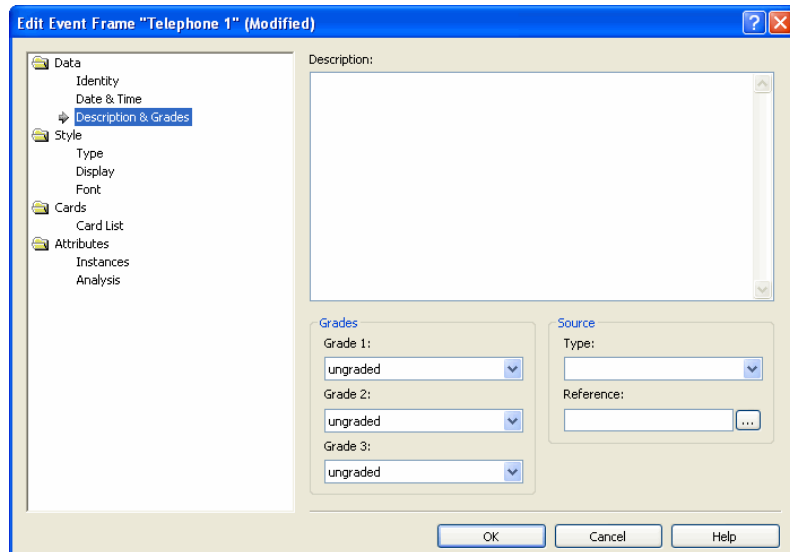 Edit Event Frame "Telephone 1" (Modified)
Data
Identity
Date & Time
Description & Grades
Style
Type
Display
Font
Cards
Card List
Attributes
Instances
Analysis
Description:
Grades
Grade 1:
ungraded
Grade 2:
ungraded
Grade 3:
ungraded
Source
Type:
Reference:
...
OK
Cancel
Help